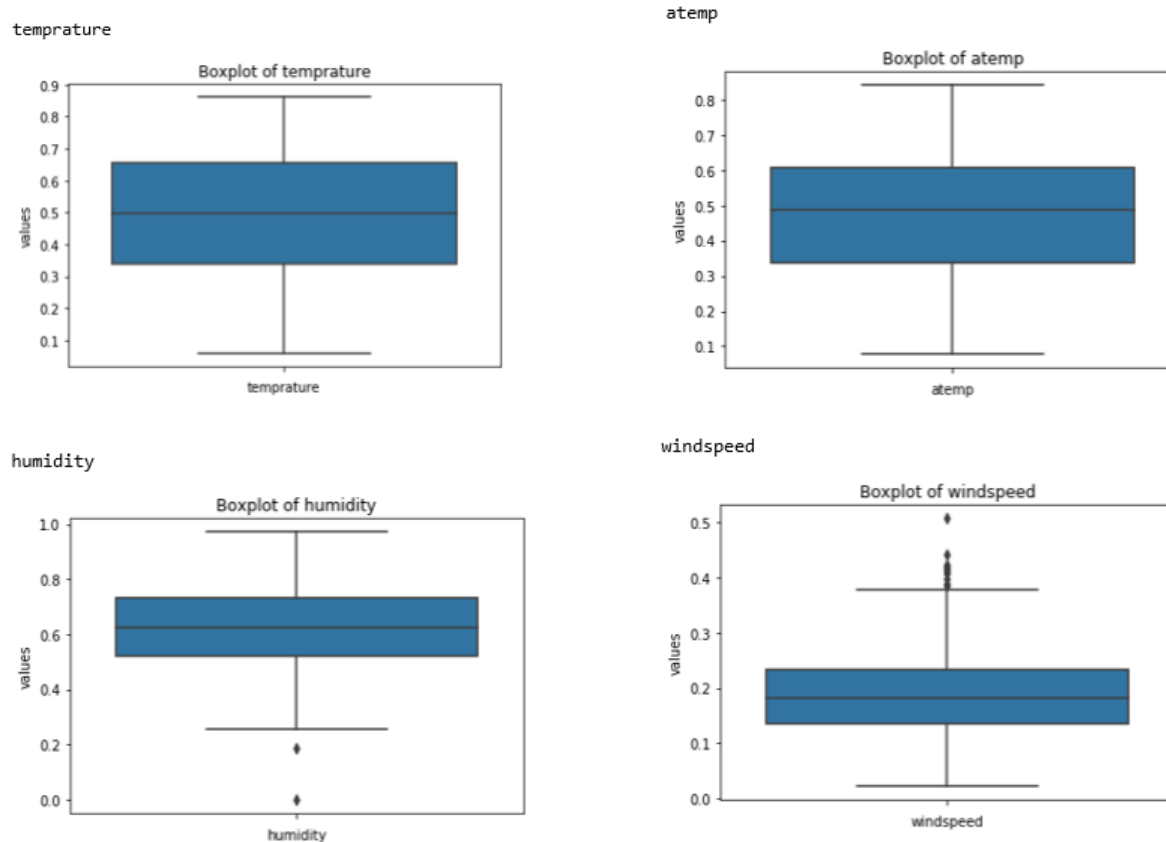 temprature
Boxplot of temprature
0.9
0.8
0.7
0.6
0.5
0.4
0.3
0.2
0.1
values
temprature
atemp
Boxplot of atemp
0.8
0.7
0.6
0.5
0.4
0.3
0.2
0.1
values
atemp
humidity
Boxplot of humidity
1.0
0.8
0.6
0.4
0.2
0.0
values
humidity
windspeed
Boxplot of windspeed
0.5
0.4
0.3
0.2
0.1
0.0
values
windspeed